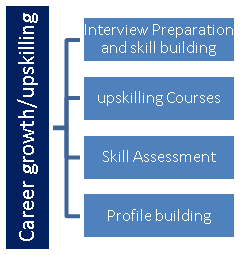 Career growth/upskilling
Interview Preparation
and skill building
upskilling Courses
Skill Assessment
Profile building